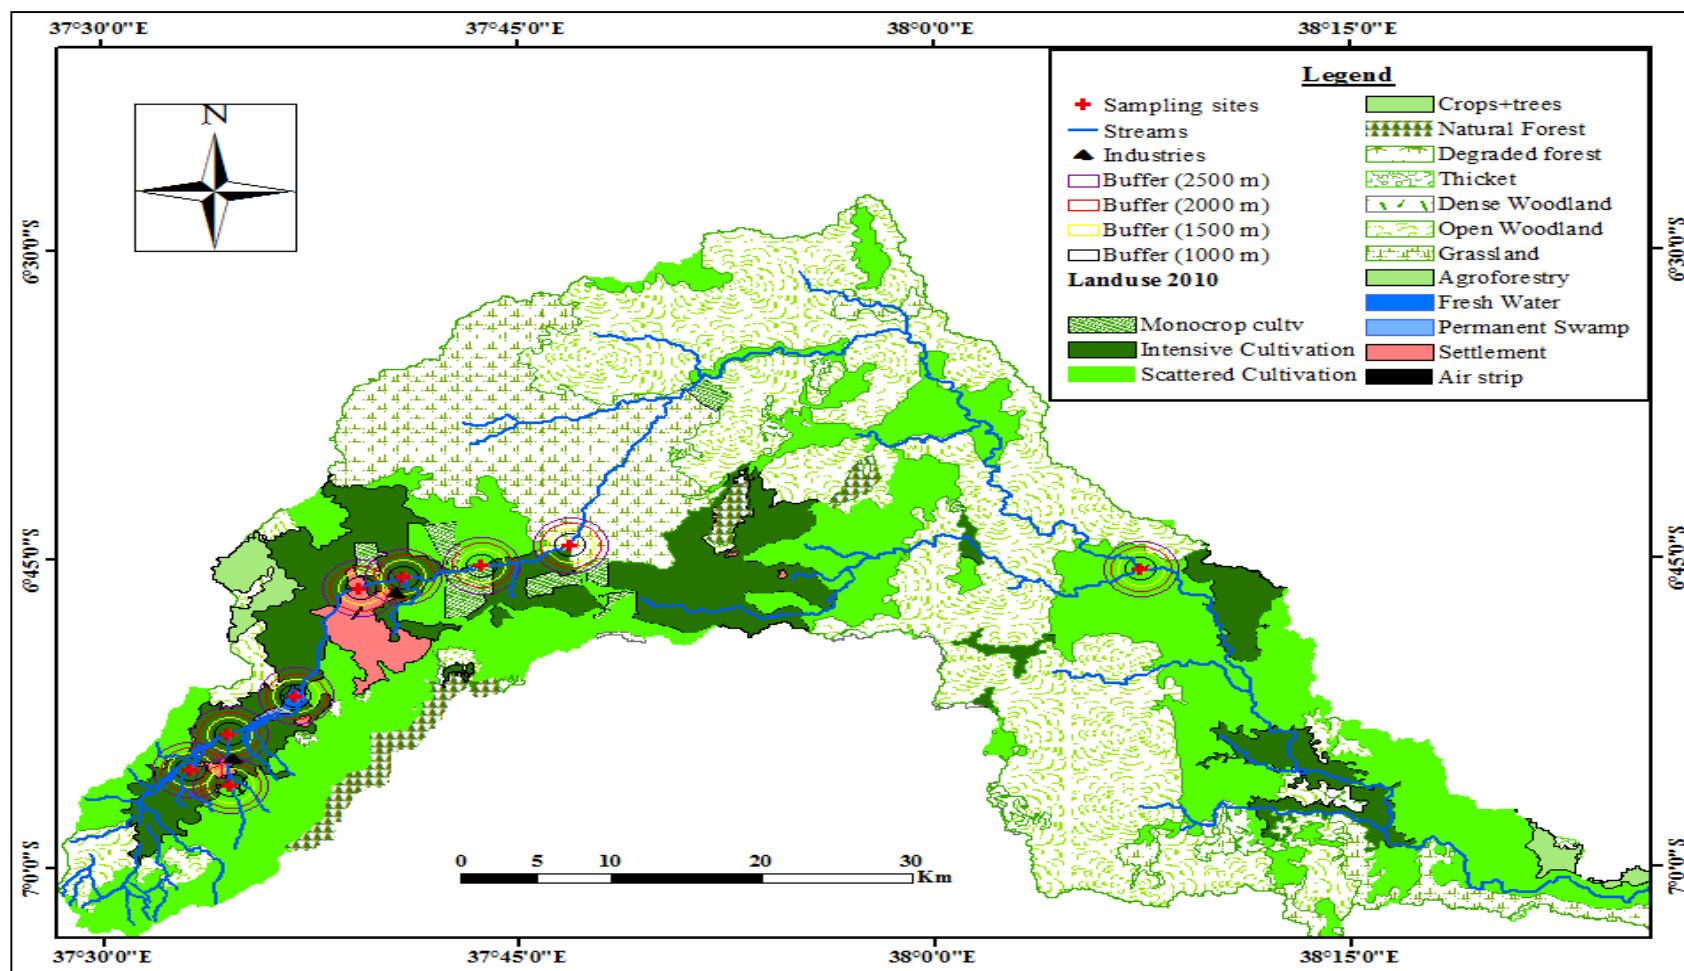 37°30'0"E 37°45'0"E 38°0'0"E 38°15'0"E
N
Legend
Sampling sites
Streams
Industries
Buffer (2500 m)
Buffer (2000 m)
Buffer (1500 m)
Buffer (1000 m)
Landuse 2010
Monocrop cultv
Intensive Cultivation
Scattered Cultivation
Crops+trees
Natural Forest
Degraded forest
Thicket
Dense Woodland
Open Woodland
Grassland
Agroforestry
Fresh Water
Permanent Swamp
Settlement
Air strip
6°30'0"S 6°30'0"S
6°45'0"S 6°45'0"S
7°0'0"S 7°0'0"S
0 5 10 20 30
Km
37°30'0"E 37°45'0"E 38°0'0"E 38°15'0"E